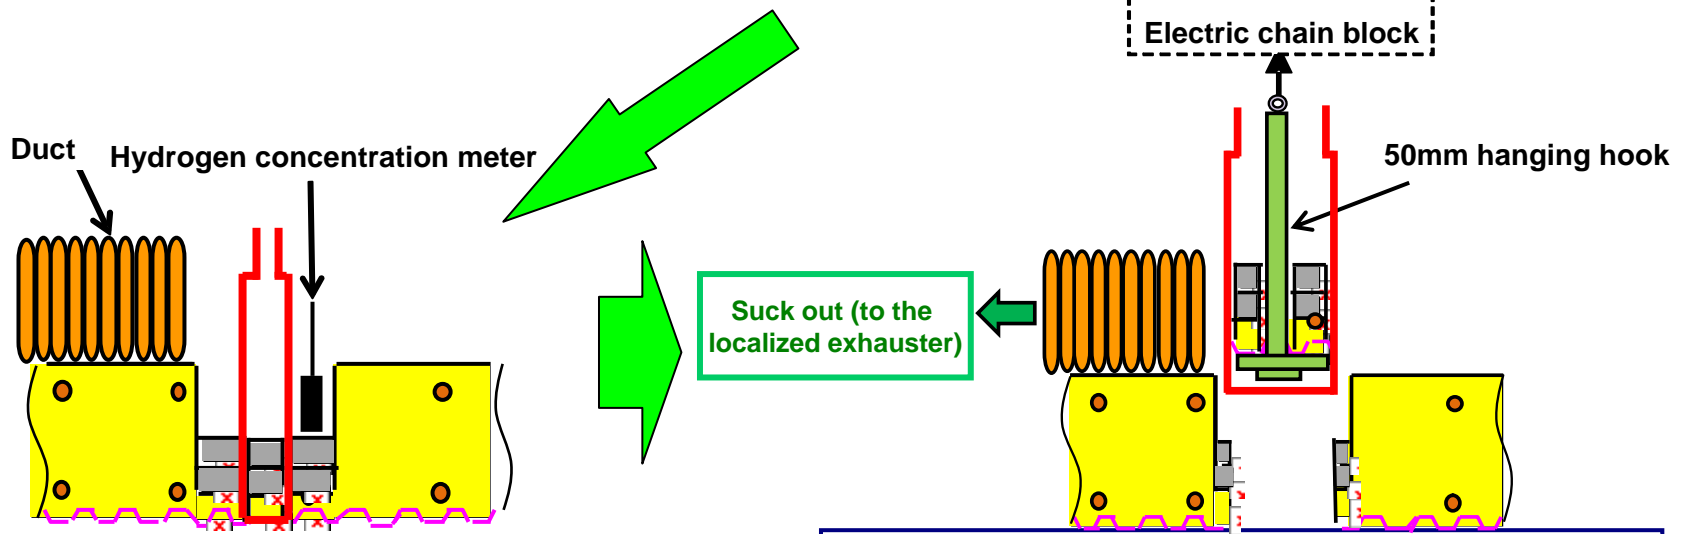 Electric chain block
Duct
Hydrogen concentration meter
50mm hanging hook
Suck out (to the
localized exhauster)